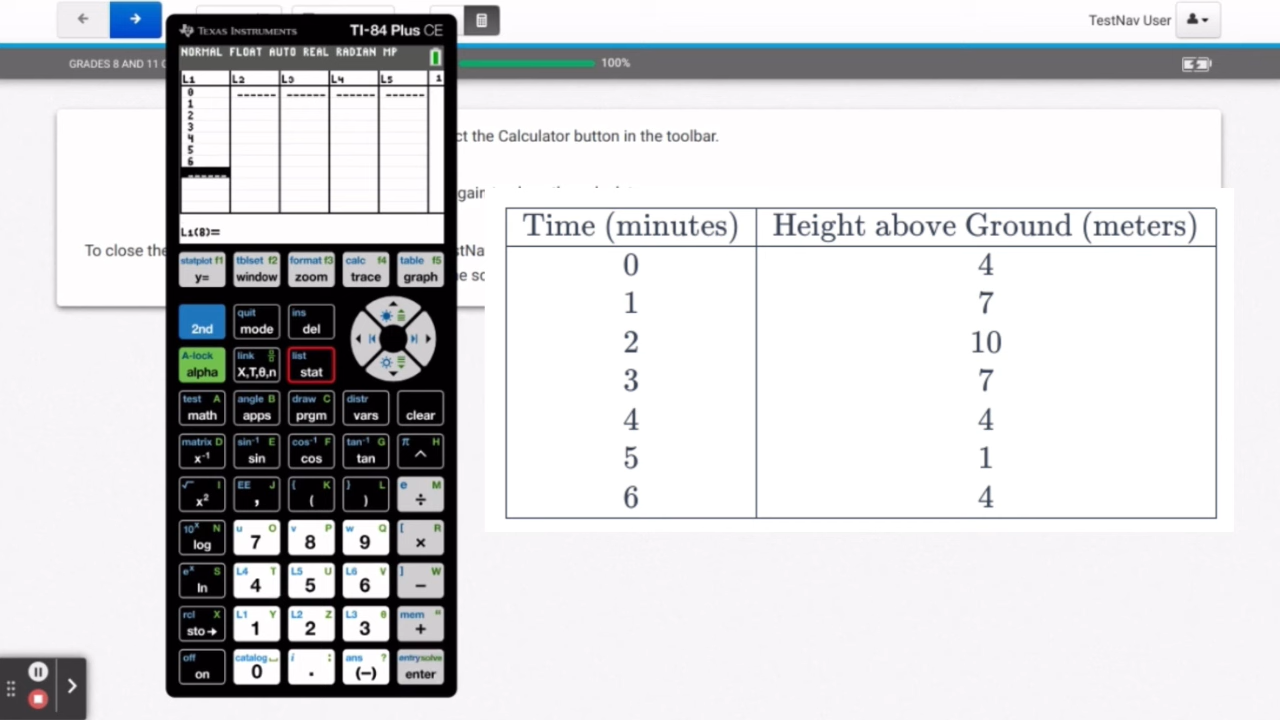 TEXAS INSTRUMENTS TI-84 Plus CE
TestNav User
NORMAL FLOAT AUTO REAL RADIAN MP
GRADES 8 AND 11
100%
L1 L2 L3 L4 L5 1
0 ------ ------ ------ ------
1
2
3
4
5
6
------
L1(8)=
ct the Calculator button in the toolbar.
gain
To close the
Time (minutes) Height above Ground (meters)
0 4
1 7
2 10
3 7
4 4
5 1
6 4
statplot f1 tblset f2 format f3 calc f4 table f5
y= window zoom trace graph
quit ins
2nd mode del
A-lock link list
alpha X,T,θ,n stat
test A angle B draw C distr
math apps prgm vars clear
matrix D sin-1 E cos-1 F tan-1 G π H
x-1 sin cos tan ^
√ I EE J { K } L e M
x2 , ( ) ÷
10x N u O v P w Q [ R
log 7 8 9 ×
ex S L4 T L5 U L6 V ] W
ln 4 5 6 −
rcl X L1 Y L2 Z L3 θ mem "
sto→ 1 2 3 +
off catalog i : ans ? entry solve
on 0 . (−) enter